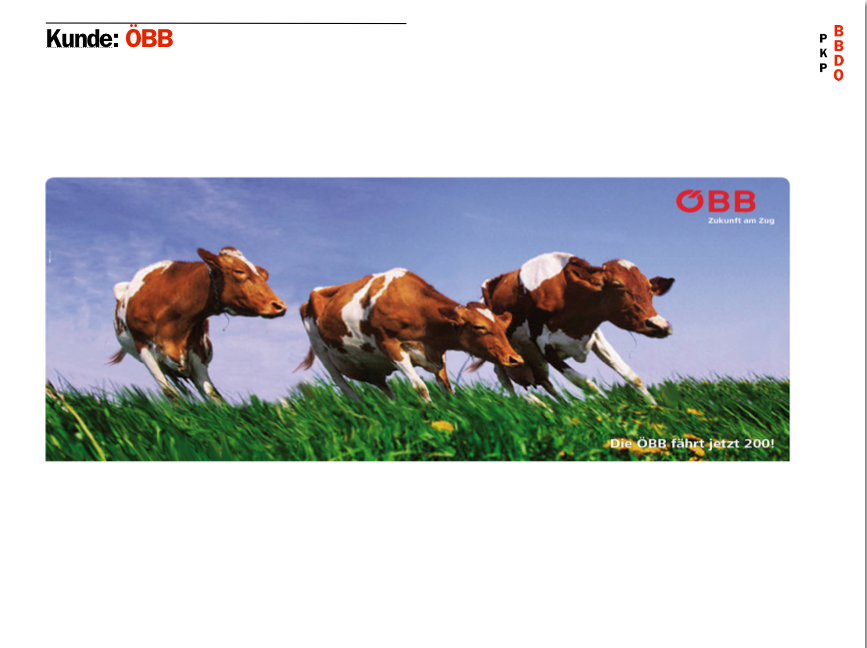 Kunde: ÖBB
P
K
P
B
B
D
O
ÖBB
Zukunft am Zug
Die ÖBB fährt jetzt 200!